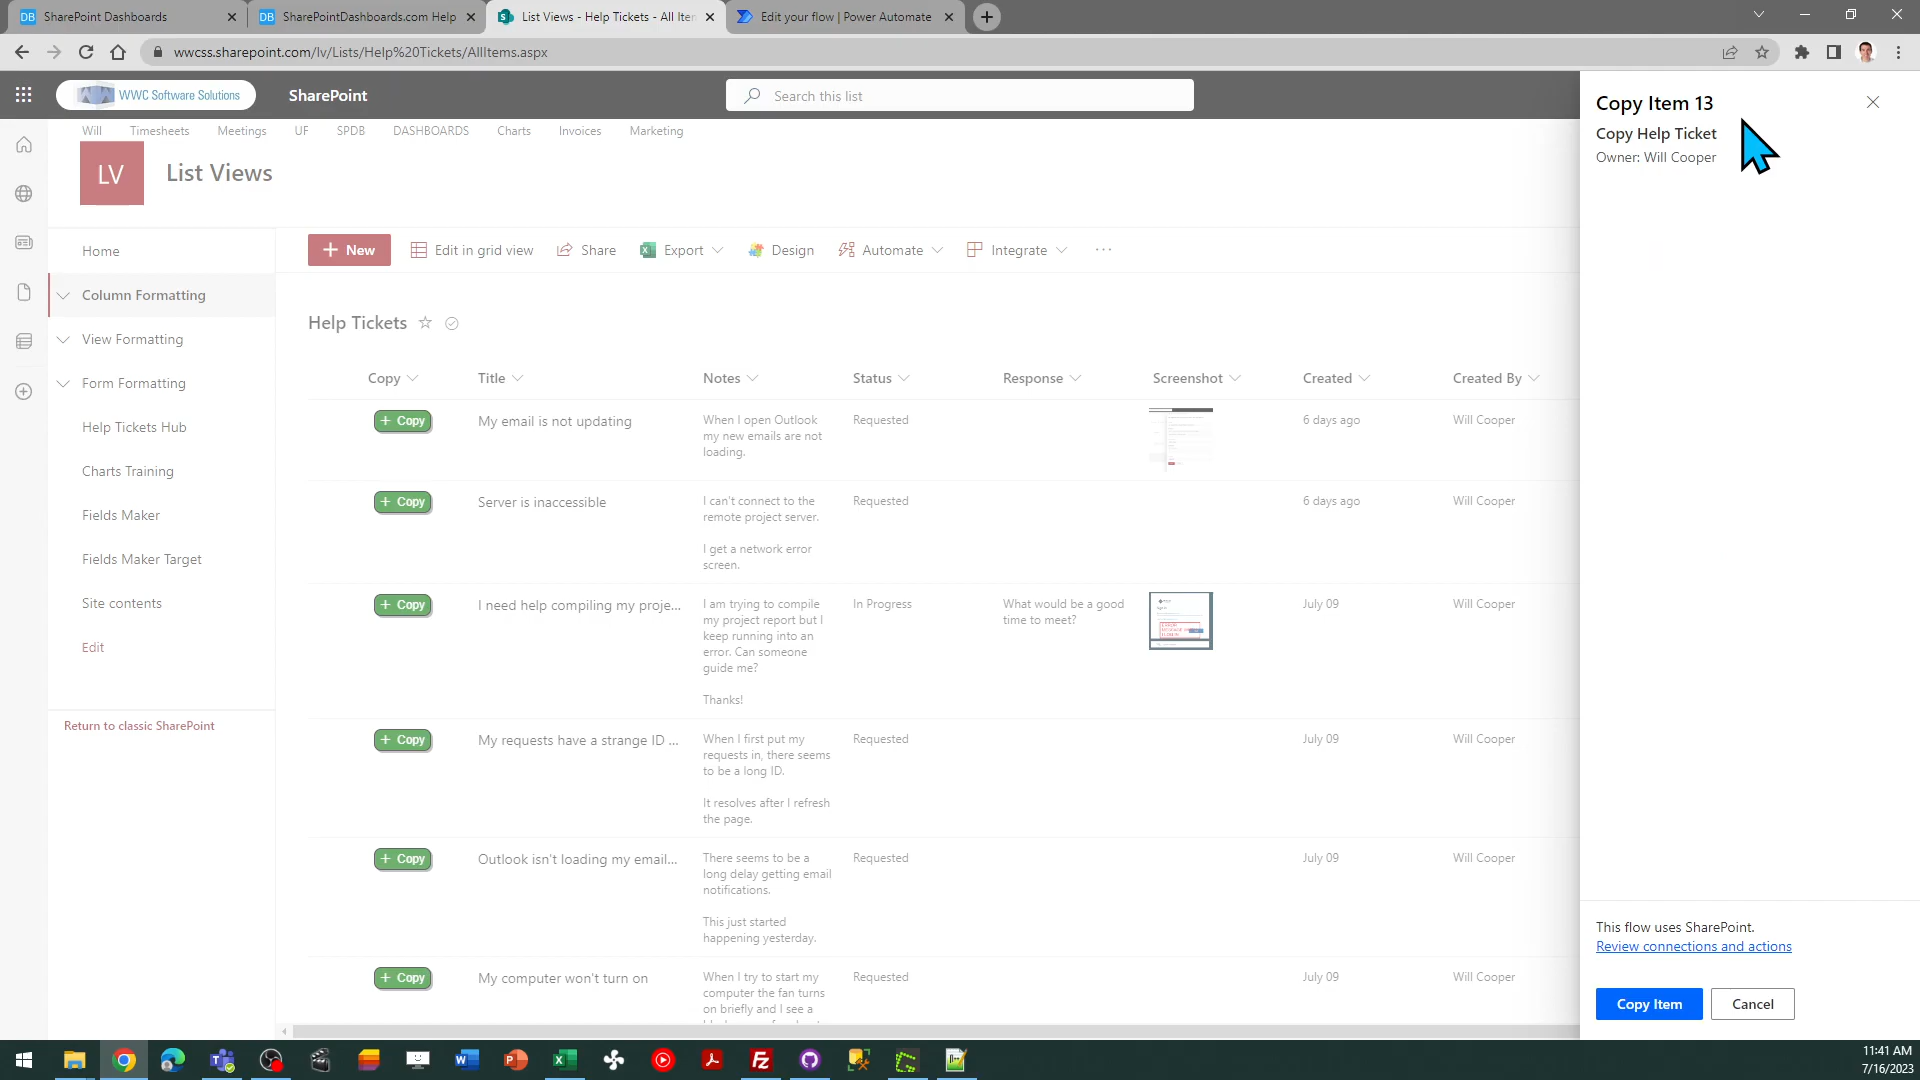 SharePoint Dashboards
SharePointDashboards.com Help
List Views - Help Tickets - All Iten
Edit your flow | Power Automate
wwcss.sharepoint.com/lv/Lists/Help%20Tickets/AllItems.aspx
WWC Software Solutions
SharePoint
Search this list
Will Timesheets Meetings UF SPDB DASHBOARDS Charts Invoices Marketing
LV
List Views
Home
Column Formatting
View Formatting
Form Formatting
Help Tickets Hub
Charts Training
Fields Maker
Fields Maker Target
Site contents
Edit
Return to classic SharePoint
New Edit in grid view Share Export Design Automate Integrate ...
Help Tickets
Copy Title Notes Status Response Screenshot Created Created By
+ Copy My email is not updating
When I open Outlook
my new emails are not
loading.
Requested
6 days ago
Will Cooper
+ Copy Server is inaccessible
I can't connect to the
remote project server.
I get a network error
screen.
Requested
6 days ago
Will Cooper
+ Copy I need help compiling my proje...
I am trying to compile
my project report but I
keep running into an
error. Can someone
guide me?
Thanks!
In Progress
What would be a good
time to meet?
July 09
Will Cooper
+ Copy My requests have a strange ID ...
When I first put my
requests in, there seems
to be a long ID.
It resolves after I refresh
the page.
Requested
July 09
Will Cooper
+ Copy Outlook isn't loading my email...
There seems to be a
long delay getting email
notifications.
This just started
happening yesterday.
Requested
July 09
Will Cooper
+ Copy My computer won't turn on
When I try to start my
computer the fan turns
on briefly and I see a
Requested
July 09
Will Cooper
Copy Item 13
Copy Help Ticket
Owner: Will Cooper
This flow uses SharePoint.
Review connections and actions
Copy Item
Cancel
11:41 AM
7/16/2023